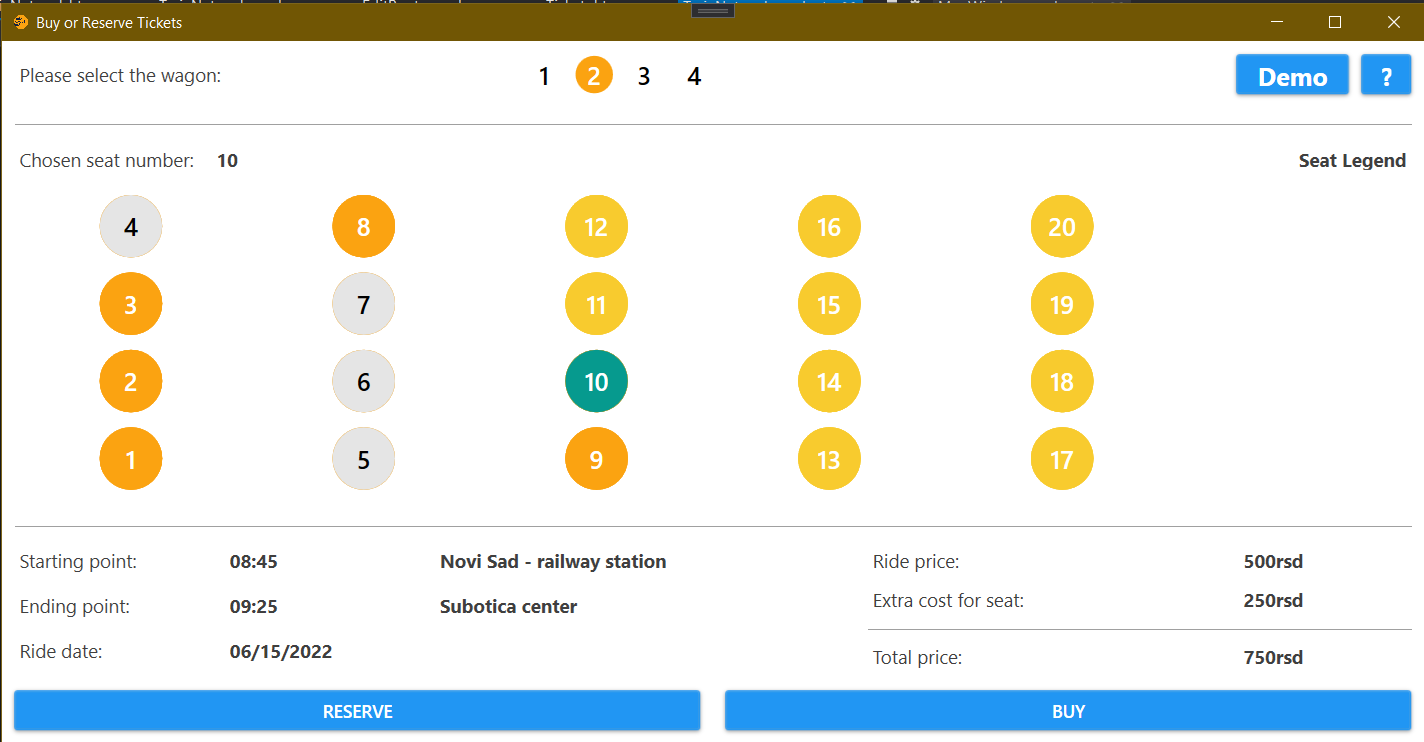 Buy or Reserve Tickets
Please select the wagon: 1 2 3 4 Demo ?
Chosen seat number: 10 Seat Legend
4 8 12 16 20
3 7 11 15 19
2 6 10 14 18
1 5 9 13 17
Starting point: 08:45 Novi Sad - railway station Ride price: 500rsd
Ending point: 09:25 Subotica center Extra cost for seat: 250rsd
Ride date: 06/15/2022 Total price: 750rsd
RESERVE BUY